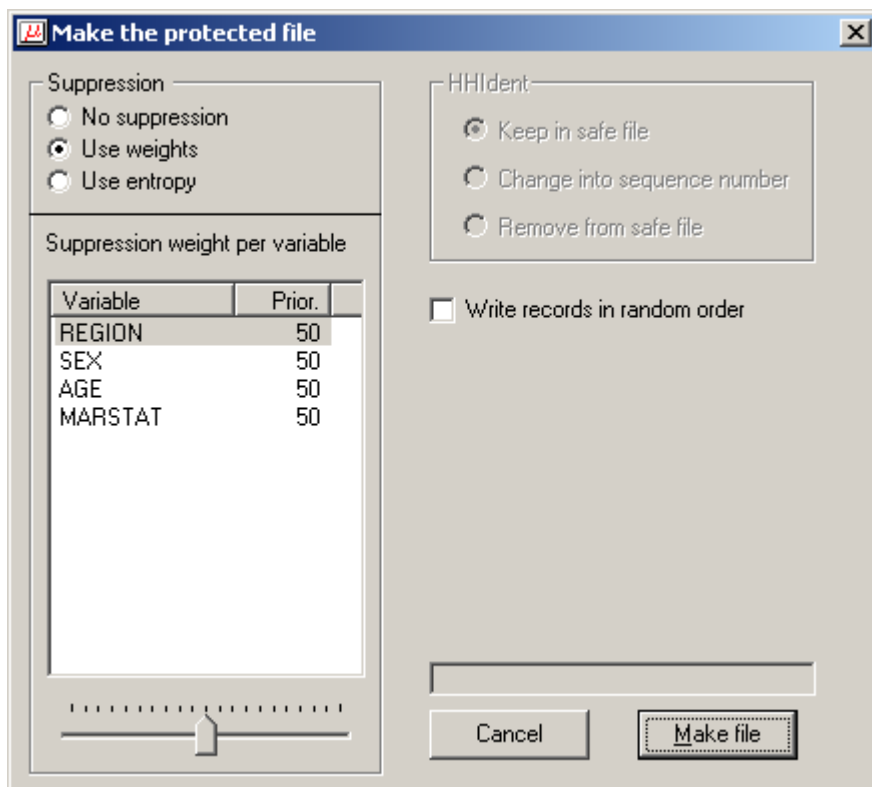 μ Make the protected file
Suppression
No suppression
Use weights
Use entropy
Suppression weight per variable
Variable Prior.
REGION 50
SEX 50
AGE 50
MARSTAT 50
HHIdent
Keep in safe file
Change into sequence number
Remove from safe file
Write records in random order
Cancel
Make file